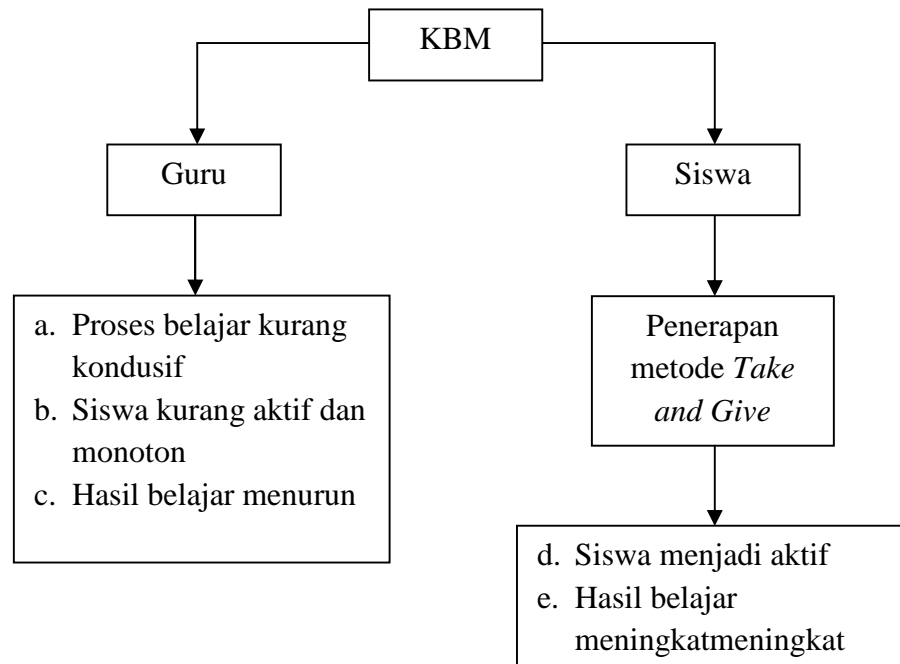 KBM
Guru
Siswa
a. Proses belajar kurang
kondusif
b. Siswa kurang aktif dan
monoton
c. Hasil belajar menurun
Penerapan
metode Take
and Give
d. Siswa menjadi aktif
e. Hasil belajar
meningkatmeningkat